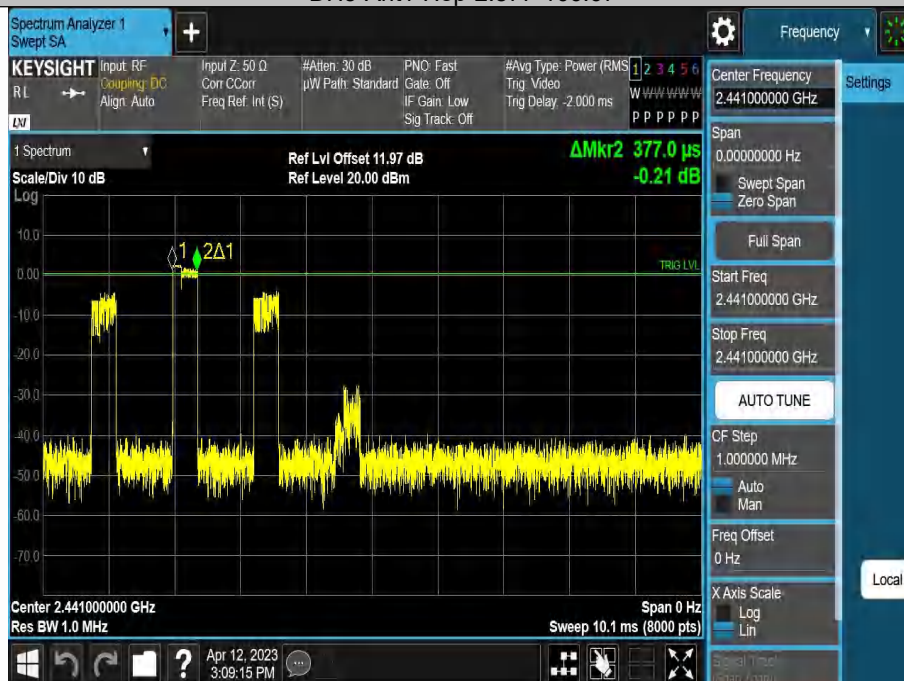 Spectrum Analyzer 1
Swept SA
+
Frequency
KEYSIGHT
RL
LXI
Input: RF
Coupling: DC
Align: Auto
Input Z: 50 Ω
Corr CCorr
Freq Ref: Int (S)
#Atten: 30 dB
µW Path: Standard
PNO: Fast
Gate: Off
IF Gain: Low
Sig Track: Off
#Avg Type: Power (RMS
Trig: Video
Trig Delay: -2.000 ms
1 2 3 4 5 6
W W W W W W
P P P P P P
Settings
1 Spectrum
Scale/Div 10 dB
Ref Lvl Offset 11.97 dB
Ref Level 20.00 dBm
ΔMkr2 377.0 µs
-0.21 dB
Log
10.0
0.00
-10.0
-20.0
-30.0
-40.0
-50.0
-60.0
-70.0
1
2Δ1
TRIG LVL
Center 2.441000000 GHz
Res BW 1.0 MHz
Span 0 Hz
Sweep 10.1 ms (8000 pts)
Center Frequency
2.441000000 GHz
Span
0.00000000 Hz
Swept Span
Zero Span
Full Span
Start Freq
2.441000000 GHz
Stop Freq
2.441000000 GHz
AUTO TUNE
CF Step
1.000000 MHz
Auto
Man
Freq Offset
0 Hz
X Axis Scale
Log
Lin
Local
?
Apr 12, 2023
3:09:15 PM